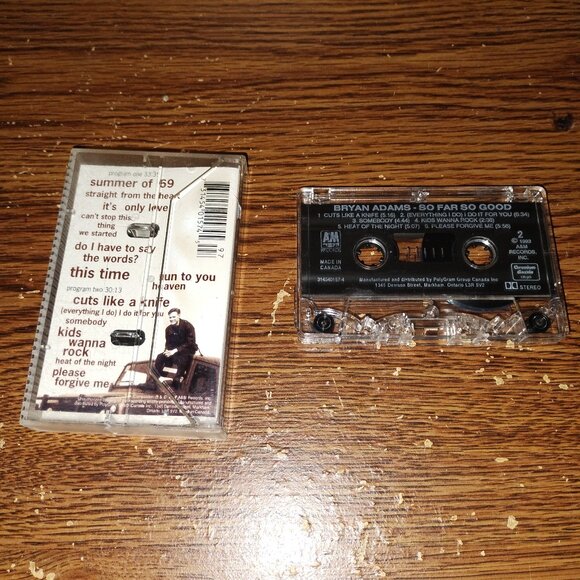 program one 33:35
summer of '69
straight from the heart
it's only love
can't stop this
thing
we started
do I have to say
the words?
this time
run to you
heaven
program two 30:13
cuts like a knife
(everything I do) I do it for you
somebody
kids
wanna
rock
heat of the night
please
forgive me
BRYAN ADAMS - SO FAR SO GOOD
1. CUTS LIKE A KNIFE (5:16) 2. (EVERYTHING I DO) I DO IT FOR YOU (6:34)
3. SOMEBODY (4:44) 4. KIDS WANNA ROCK (2:36)
5. HEAT OF THE NIGHT (5:07) 6. PLEASE FORGIVE ME (5:56)
A&M
RECORDS
MADE IN
CANADA
314540157-4
2
℗ 1993
A&M
RECORDS,
INC.
Chromium
dioxide
STEREO
Manufactured and distributed by PolyGram Group Canada Inc.
1345 Denison Street, Markham, Ontario L3R 5V2